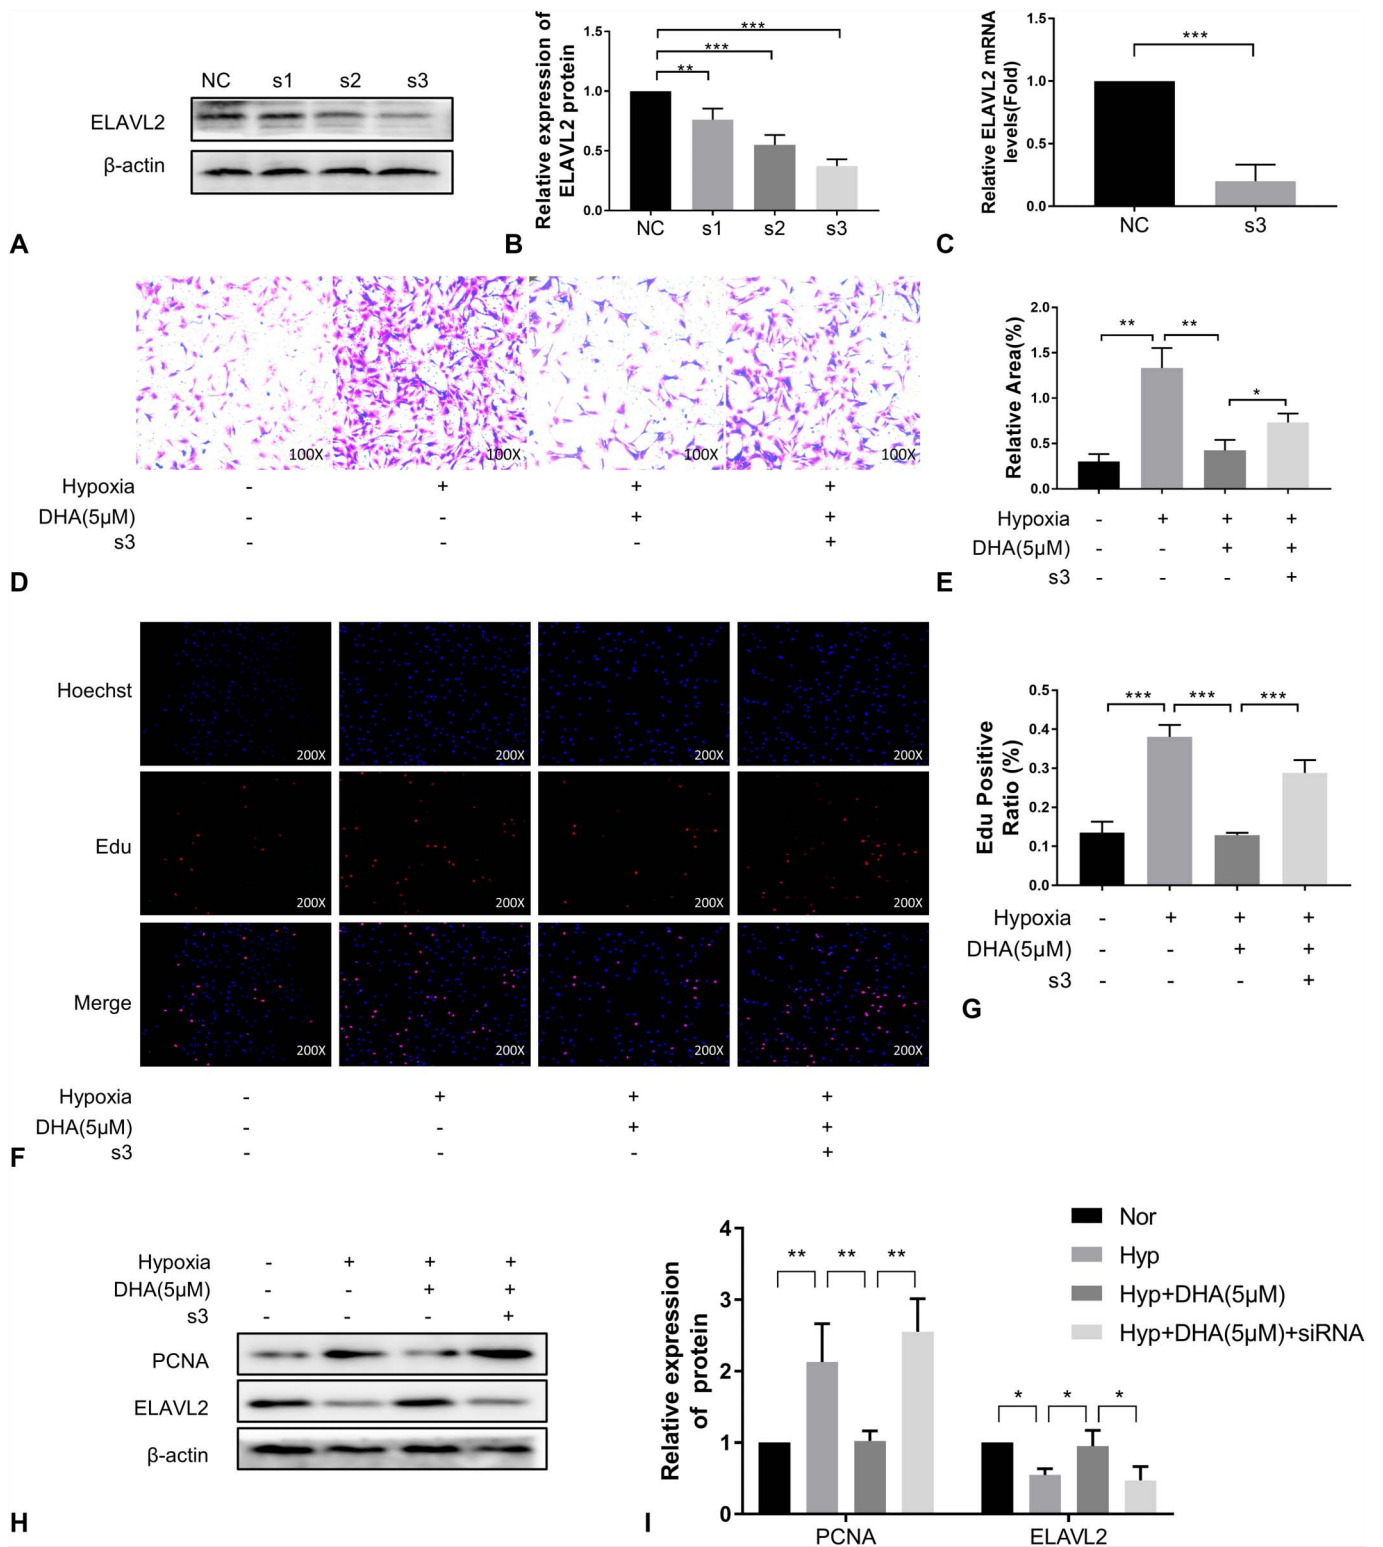 NC s1 s2 s3
ELAVL2
β-actin
A
Relative expression of
ELAVL2 protein
1.5
1.0
0.5
0.0
***
***
**
NC s1 s2 s3
B
Relative ELAVL2 mRNA
levels(Fold)
1.5
1.0
0.5
0.0
***
NC s3
C
100X 100X 100X 100X
Hypoxia - + + +
DHA(5μM) - - + +
s3 - - - +
D
Relative Area(%)
2.0
1.5
1.0
0.5
0.0
** ** *
Hypoxia - + + +
DHA(5μM) - - + +
s3 - - - +
E
Hoechst
200X 200X 200X 200X
Edu
200X 200X 200X 200X
Merge
200X 200X 200X 200X
Hypoxia - + + +
DHA(5μM) - - + +
s3 - - - +
F
Edu Positive
Ratio (%)
0.5
0.4
0.3
0.2
0.1
0.0
*** *** ***
Hypoxia - + + +
DHA(5μM) - - + +
s3 - - - +
G
Hypoxia - + + +
DHA(5μM) - - + +
s3 - - - +
PCNA
ELAVL2
β-actin
H
Relative expression
of protein
4
3
2
1
0
** ** **
* * *
PCNA ELAVL2
Nor
Hyp
Hyp+DHA(5μM)
Hyp+DHA(5μM)+siRNA
I